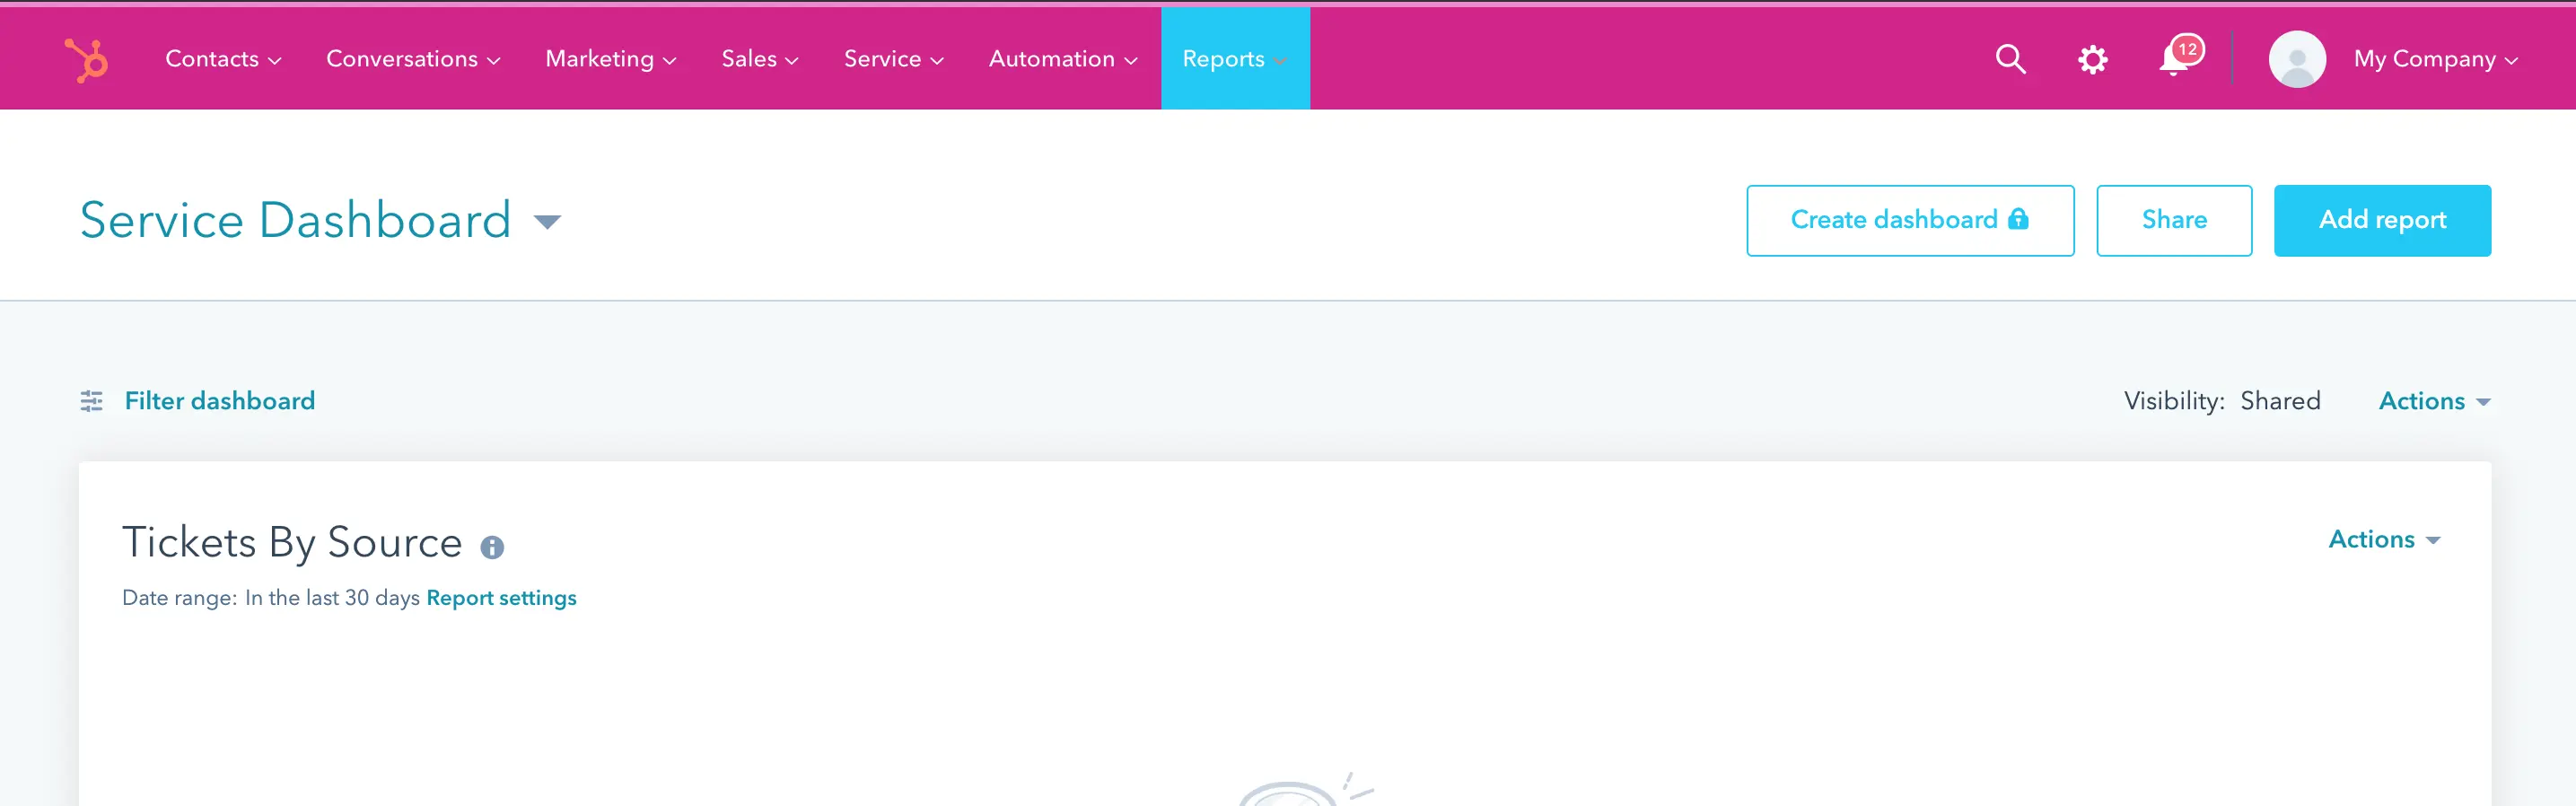 Contacts Conversations Marketing Sales Service Automation Reports 12 My Company
Service Dashboard Create dashboard Share Add report
Filter dashboard Visibility: Shared Actions
Tickets By Source Actions
Date range: In the last 30 days Report settings